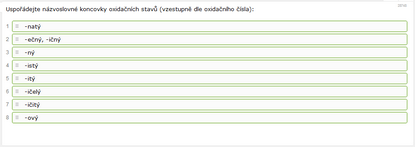 Uspořádejte názvoslovné koncovky oxidačních stavů (vzestupně dle oxidačního čísla):
1 -natý
2 -ečný, -ičný
3 -ný
4 -istý
5 -itý
6 -ičelý
7 -ičitý
8 -ový